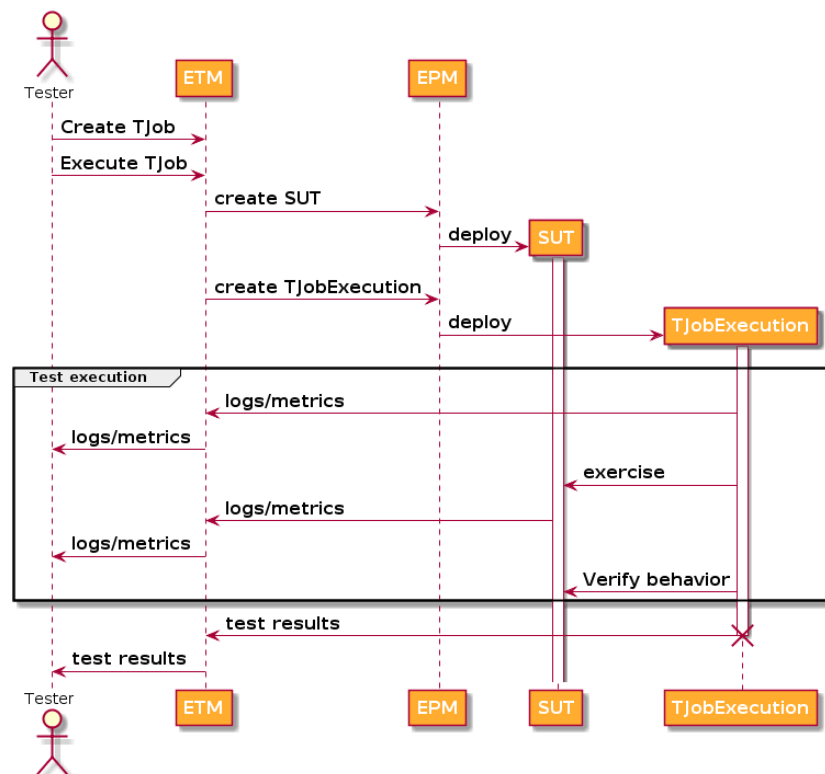 Tester
ETM
EPM
Create TJob
Execute TJob
create SUT
deploy
SUT
create TJobExecution
deploy
TJobExecution
Test execution
logs/metrics
logs/metrics
exercise
logs/metrics
logs/metrics
Verify behavior
test results
test results
Tester
ETM
EPM
SUT
TJobExecution